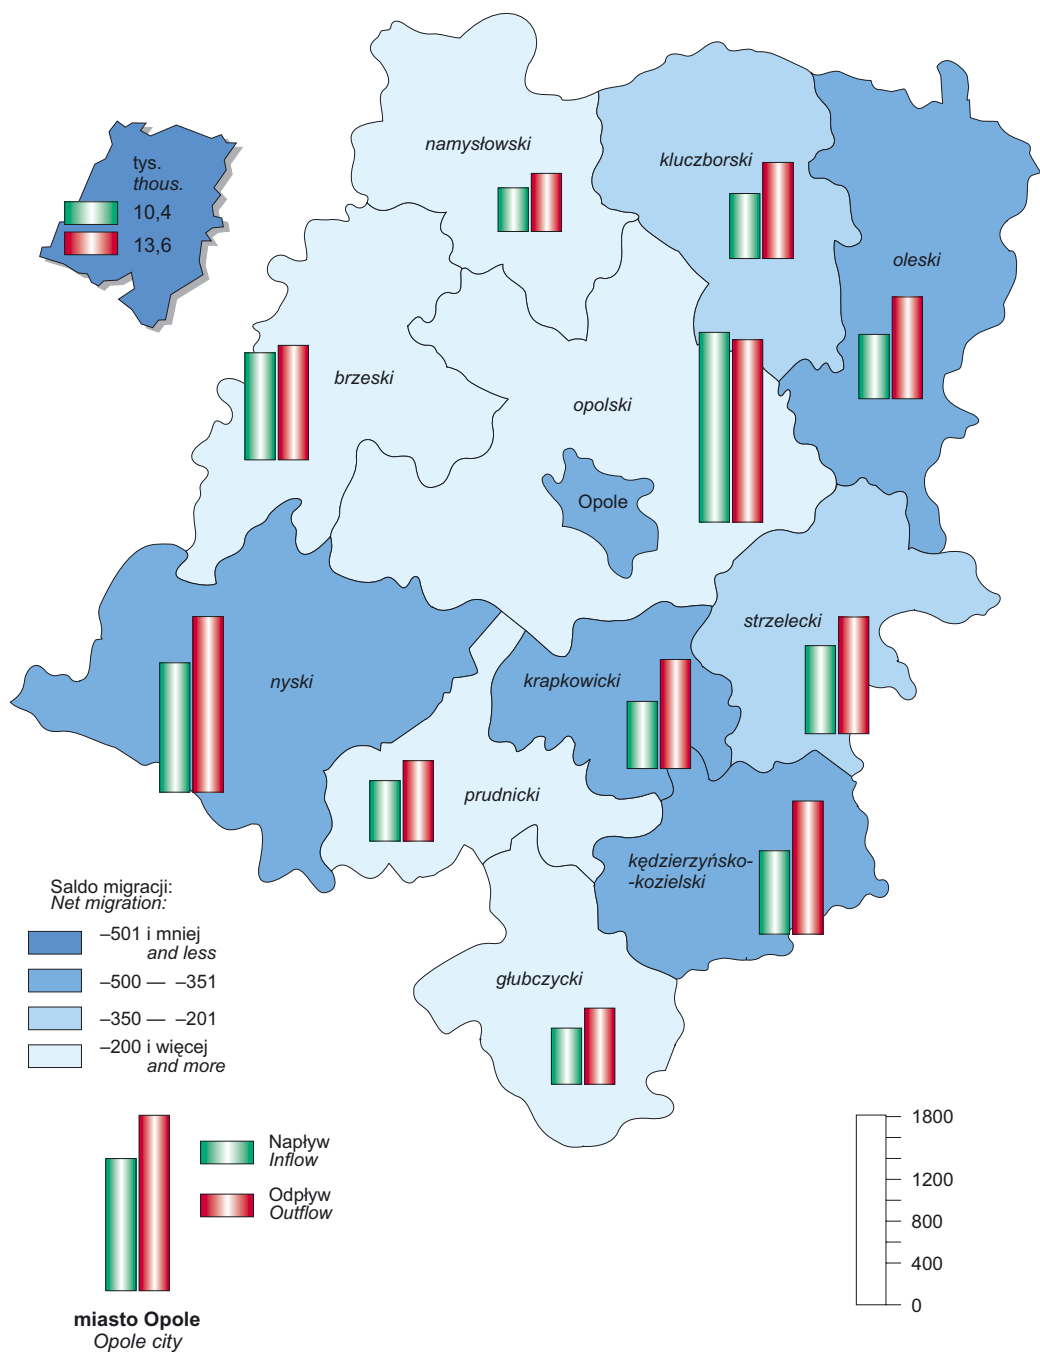 namysłowski
kluczborski
tys.
thous.
10,4
13,6
oleski
brzeski
opolski
Opole
strzelecki
nyski
krapkowicki
prudnicki
kędzierzyńsko-
-kozielski
głubczycki
Saldo migracji:
Net migration:
–501 i mniej
and less
–500 — –351
–350 — –201
–200 i więcej
and more
Napływ
Inflow
Odpływ
Outflow
miasto Opole
Opole city
1800
1200
800
400
0